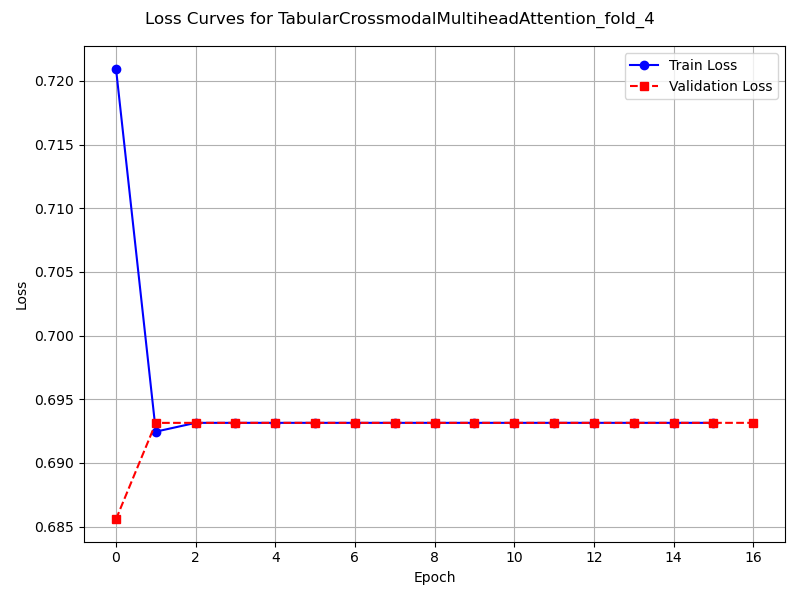 Loss Curves for TabularCrossmodalMultiheadAttention_fold_4
Train Loss
Validation Loss
0.720
0.715
0.710
0.705
0.700
0.695
0.690
0.685
Loss
0 2 4 6 8 10 12 14 16
Epoch